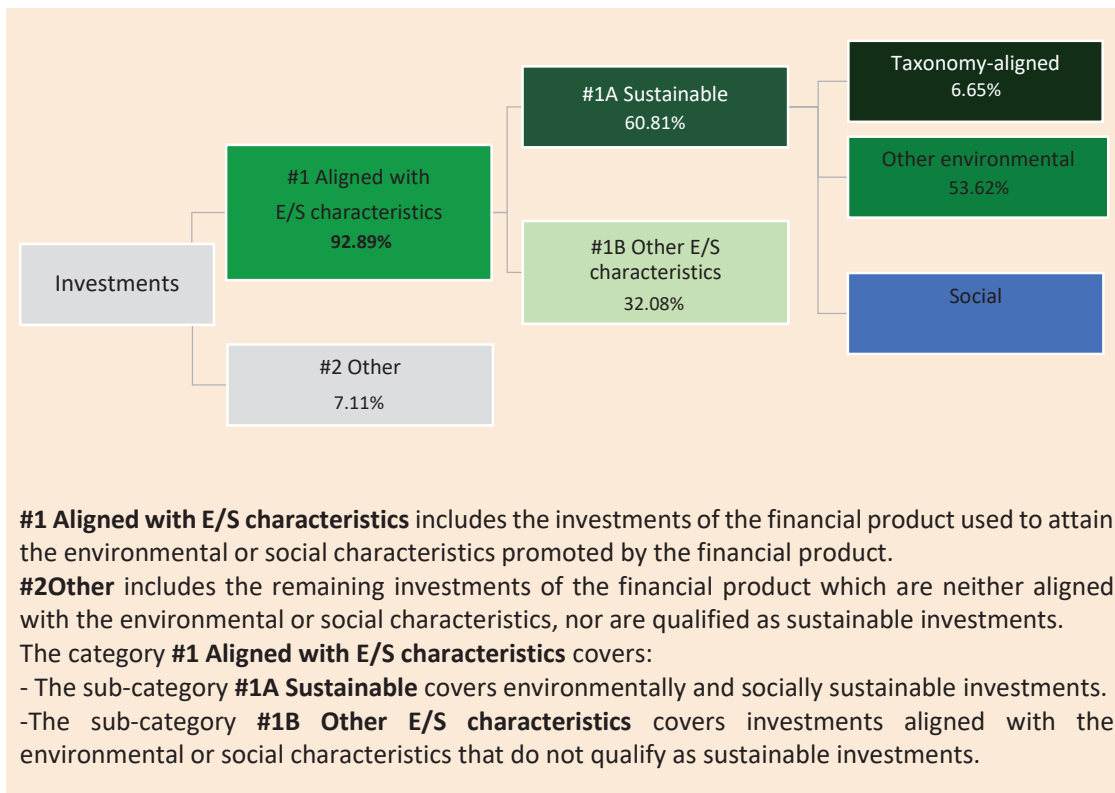 Taxonomy-aligned
6.65%
#1A Sustainable
60.81%
Other environmental
53.62%
#1 Aligned with
E/S characteristics
92.89%
#1B Other E/S
characteristics
32.08%
Investments
Social
#2 Other
7.11%
#1 Aligned with E/S characteristics includes the investments of the financial product used to attain
the environmental or social characteristics promoted by the financial product.
#2Other includes the remaining investments of the financial product which are neither aligned
with the environmental or social characteristics, nor are qualified as sustainable investments.
The category #1 Aligned with E/S characteristics covers:
- The sub-category #1A Sustainable covers environmentally and socially sustainable investments.
-The sub-category #1B Other E/S characteristics covers investments aligned with the
environmental or social characteristics that do not qualify as sustainable investments.